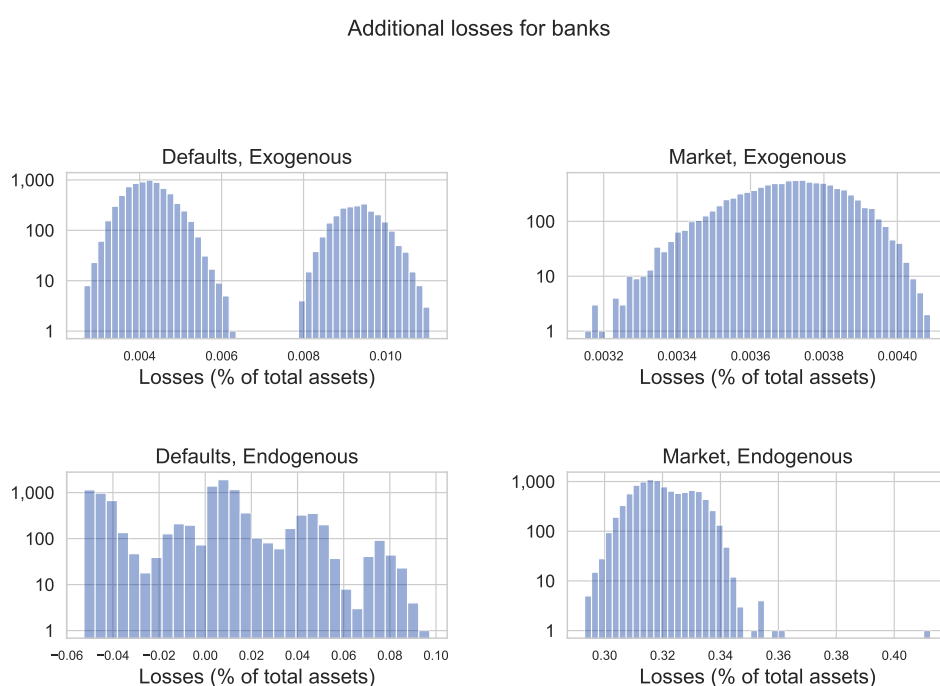 Additional losses for banks
Defaults, Exogenous
1,000
100
10
1
0.004 0.006 0.008 0.010
Losses (% of total assets)
Market, Exogenous
100
10
1
0.0032 0.0034 0.0036 0.0038 0.0040
Losses (% of total assets)
Defaults, Endogenous
1,000
100
10
1
−0.06 −0.04 −0.02 0.00 0.02 0.04 0.06 0.08 0.10
Losses (% of total assets)
Market, Endogenous
1,000
100
10
1
0.30 0.32 0.34 0.36 0.38 0.40
Losses (% of total assets)